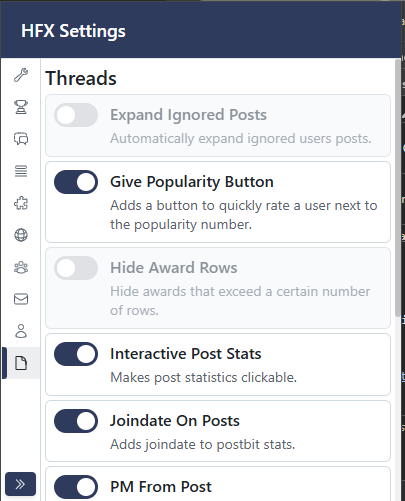 HFX Settings
Threads
Expand Ignored Posts
Automatically expand ignored users posts.
Give Popularity Button
Adds a button to quickly rate a user next to
the popularity number.
Hide Award Rows
Hide awards that exceed a certain number
of rows.
Interactive Post Stats
Makes post statistics clickable.
Joindate On Posts
Adds joindate to postbit stats.
PM From Post